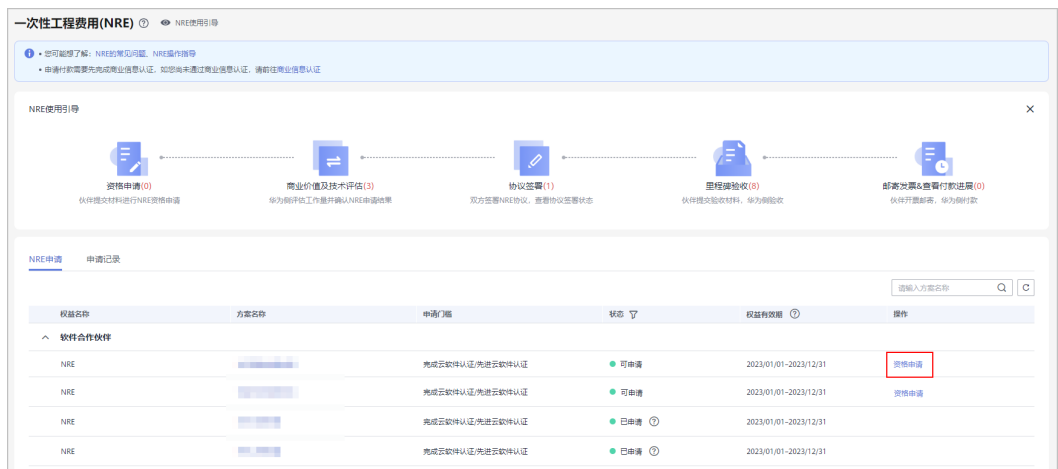 一次性工程费用(NRE) NRE使用引导
• 您可能想了解：NRE的常见问题、NRE操作指导
• 申请付款需要先完成商业信息认证，如您尚未通过商业信息认证，请前往商业信息认证
NRE使用引导
资格申请(0) 商业价值及技术评估(3) 协议签署(1) 里程碑验收(8) 邮寄发票&查看付款进展(0)
伙伴提交材料进行NRE资格申请 华为侧评估工作量并确认NRE申请结果 双方签署NRE协议，查看协议签署状态 伙伴提交验收材料，华为侧验收 伙伴开票邮寄，华为侧付款
NRE申请 申请记录
请输入方案名称
权益名称 方案名称 申请门槛 状态 权益有效期 操作
软件合作伙伴
NRE 完成云软件认证/先进云软件认证 可申请 2023/01/01-2023/12/31 资格申请
NRE 完成云软件认证/先进云软件认证 可申请 2023/01/01-2023/12/31 资格申请
NRE 完成云软件认证/先进云软件认证 已申请 2023/01/01-2023/12/31
NRE 完成云软件认证/先进云软件认证 已申请 2023/01/01-2023/12/31